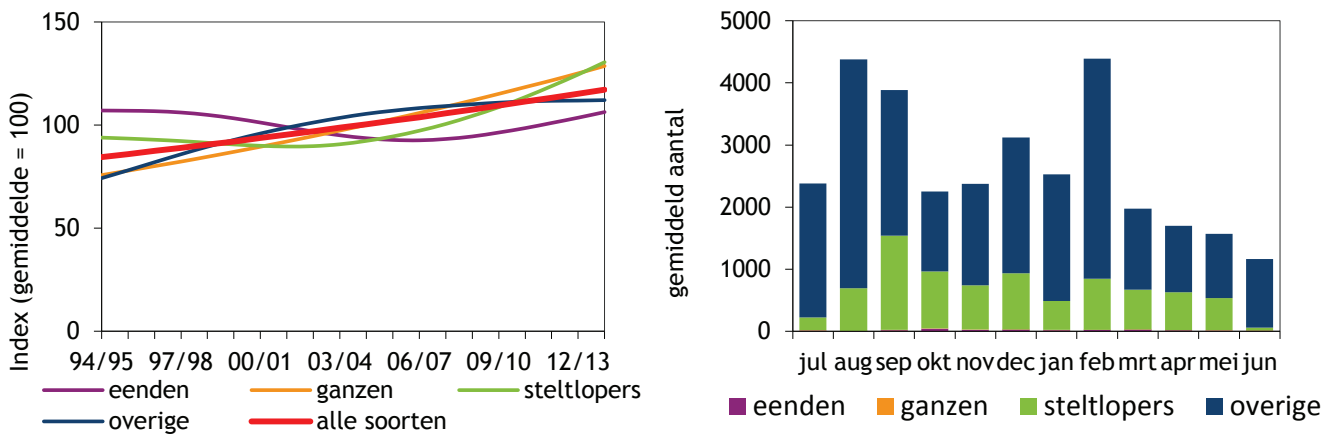 Index (gemiddelde = 100)
150
100
50
0
94/95 97/98 00/01 03/04 06/07 09/10 12/13
eenden ganzen steltlopers
overige alle soorten
gemiddeld aantal
5000
4000
3000
2000
1000
0
jul aug sep okt nov dec jan feb mrt apr mei jun
eenden ganzen steltlopers overige